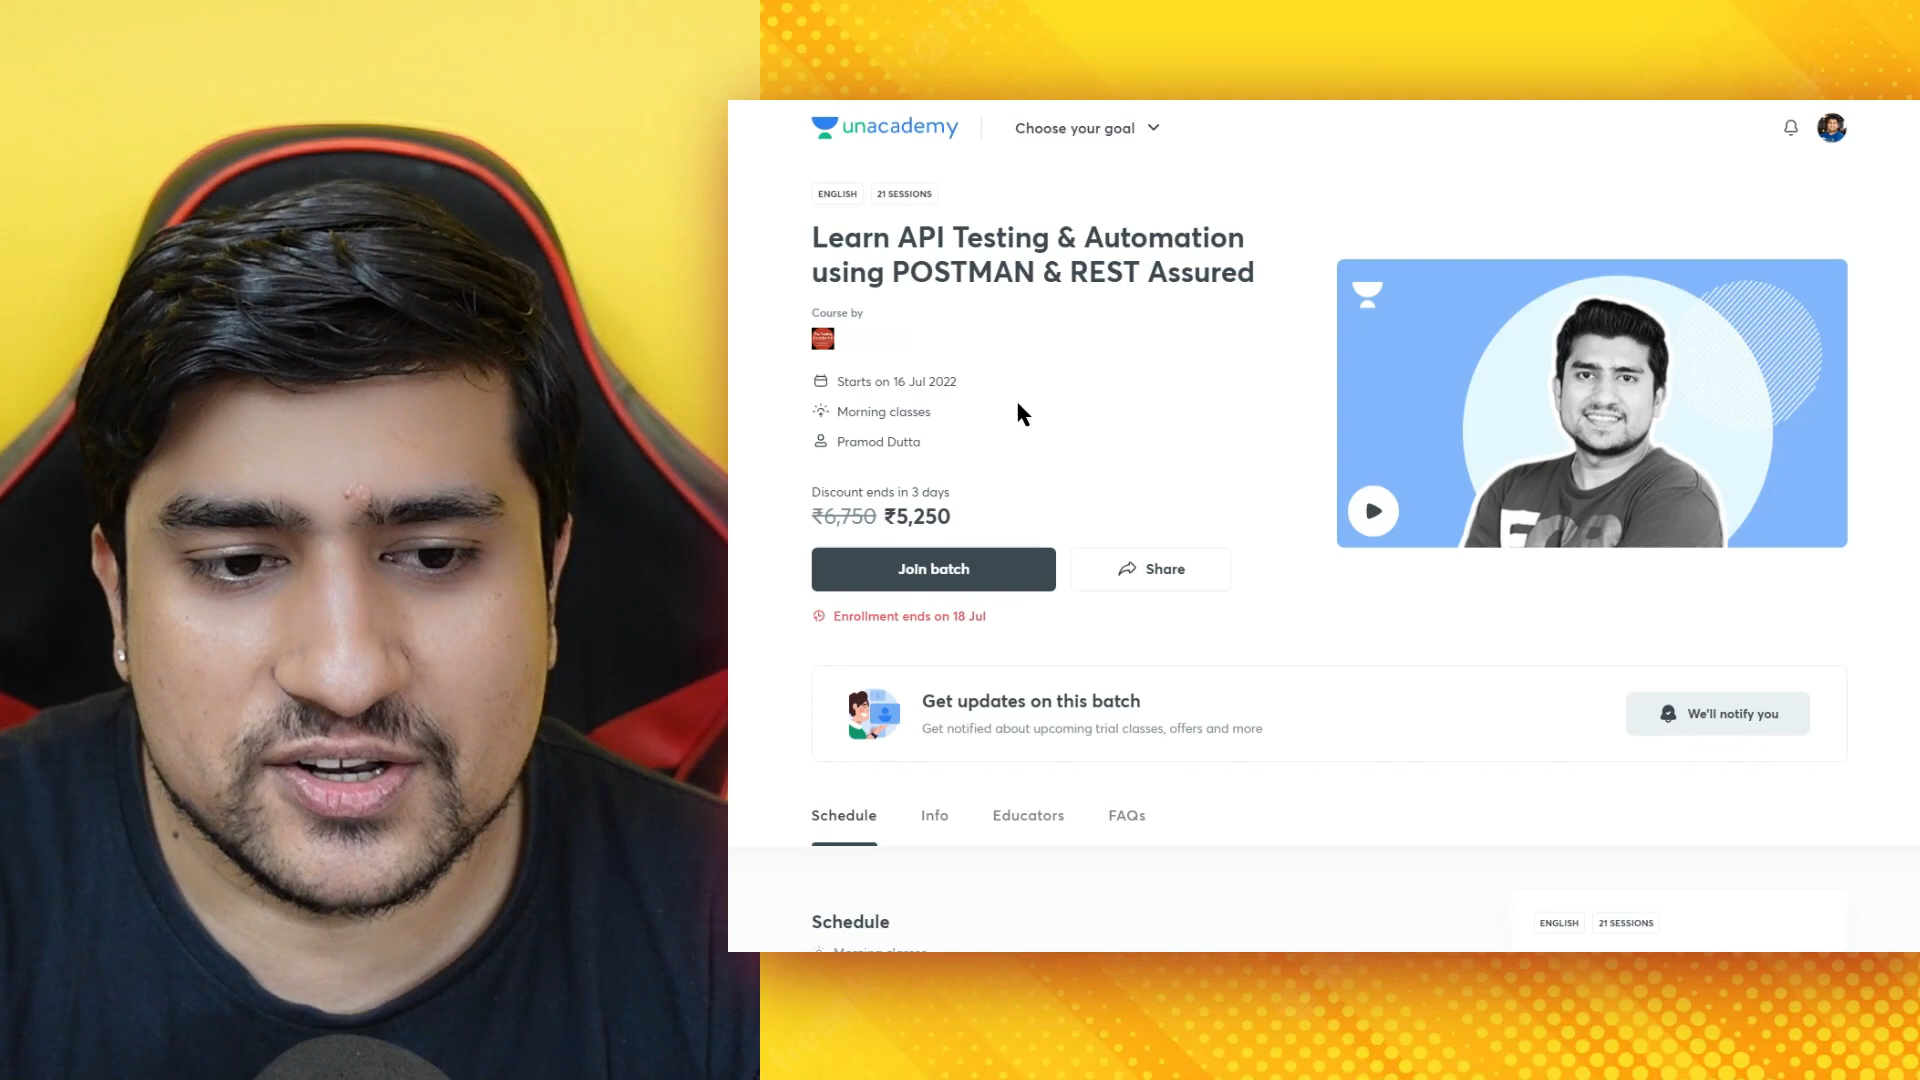 unacademy
Choose your goal
ENGLISH
21 SESSIONS
Learn API Testing & Automation
using POSTMAN & REST Assured
Course by
Starts on 16 Jul 2022
Morning classes
Pramod Dutta
Discount ends in 3 days
₹6,750 ₹5,250
Join batch
Share
Enrollment ends on 18 Jul
Get updates on this batch
Get notified about upcoming trial classes, offers and more
We'll notify you
Schedule
Info
Educators
FAQs
Schedule
ENGLISH
21 SESSIONS
Morning classes